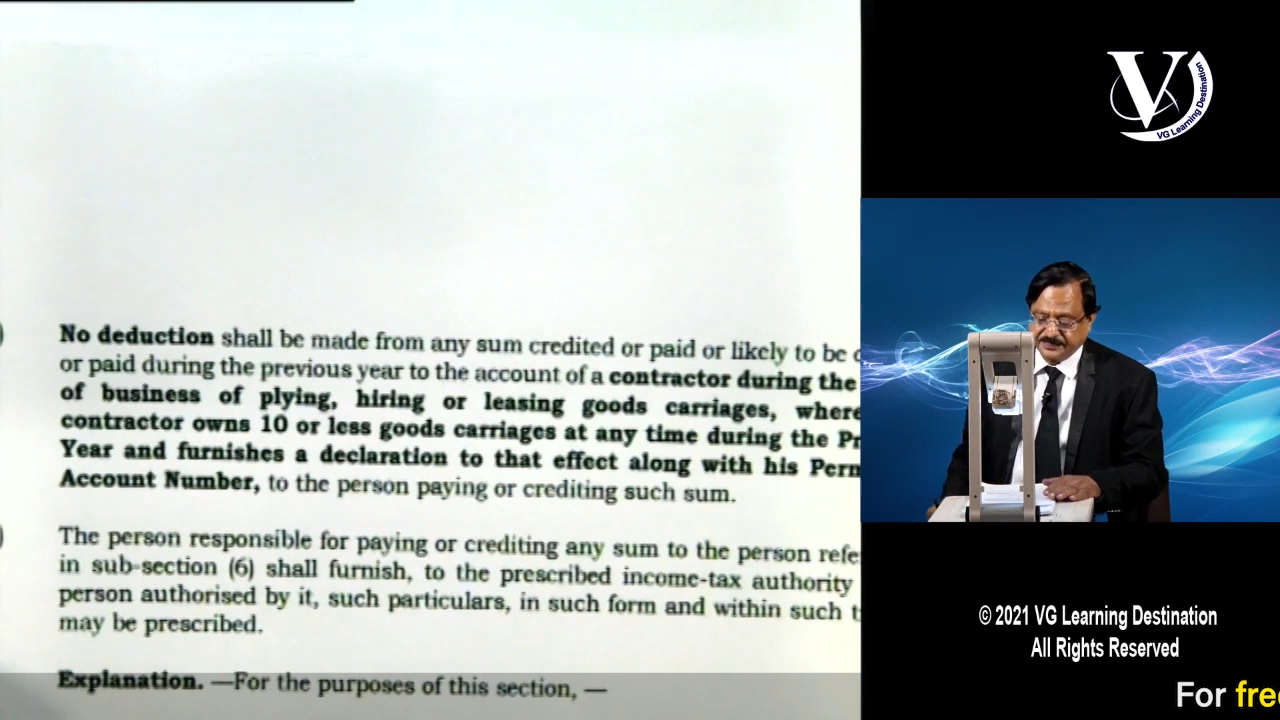 ) No deduction shall be made from any sum credited or paid or likely to be
or paid during the previous year to the account of a contractor during the
of business of plying, hiring or leasing goods carriages, where
contractor owns 10 or less goods carriages at any time during the Pr
Year and furnishes a declaration to that effect along with his Perm
Account Number, to the person paying or crediting such sum.
) The person responsible for paying or crediting any sum to the person refe
in sub-section (6) shall furnish, to the prescribed income-tax authority
person authorised by it, such particulars, in such form and within such t
may be prescribed.
Explanation. —For the purposes of this section, —
V
VG Learning Destination
© 2021 VG Learning Destination
All Rights Reserved
For free